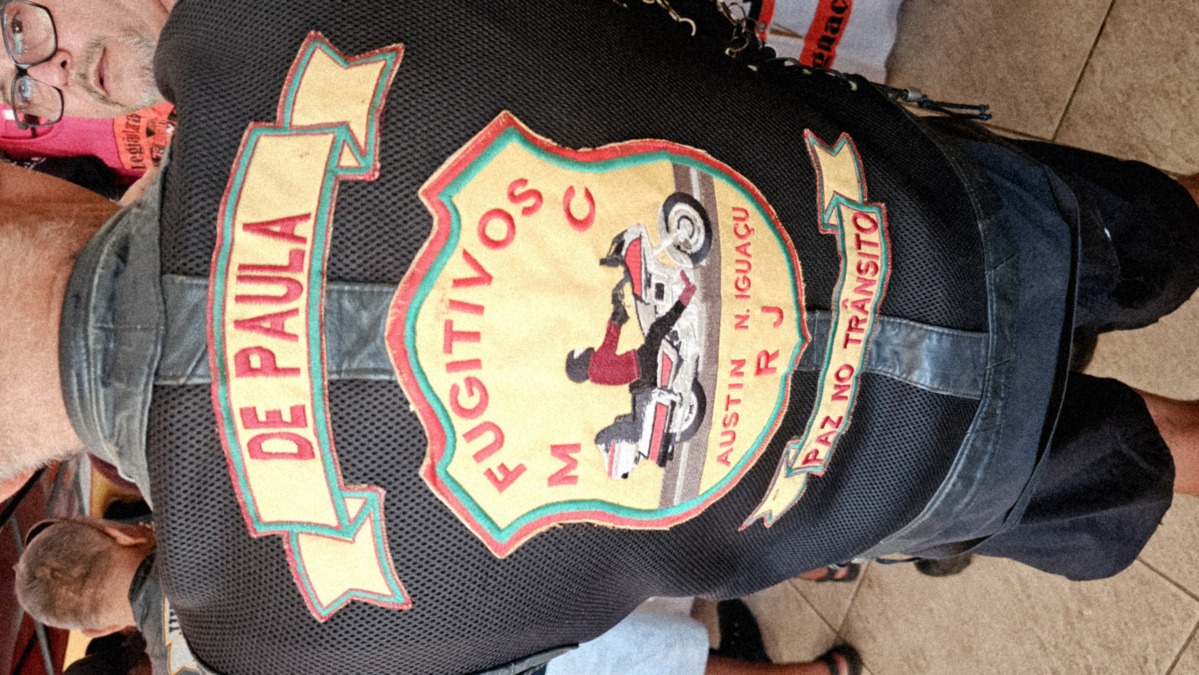 DE PAULA
FUGITIVOS
M C
AUSTIN N. IGUAÇU
R J
PAZ NO TRÂNSITO